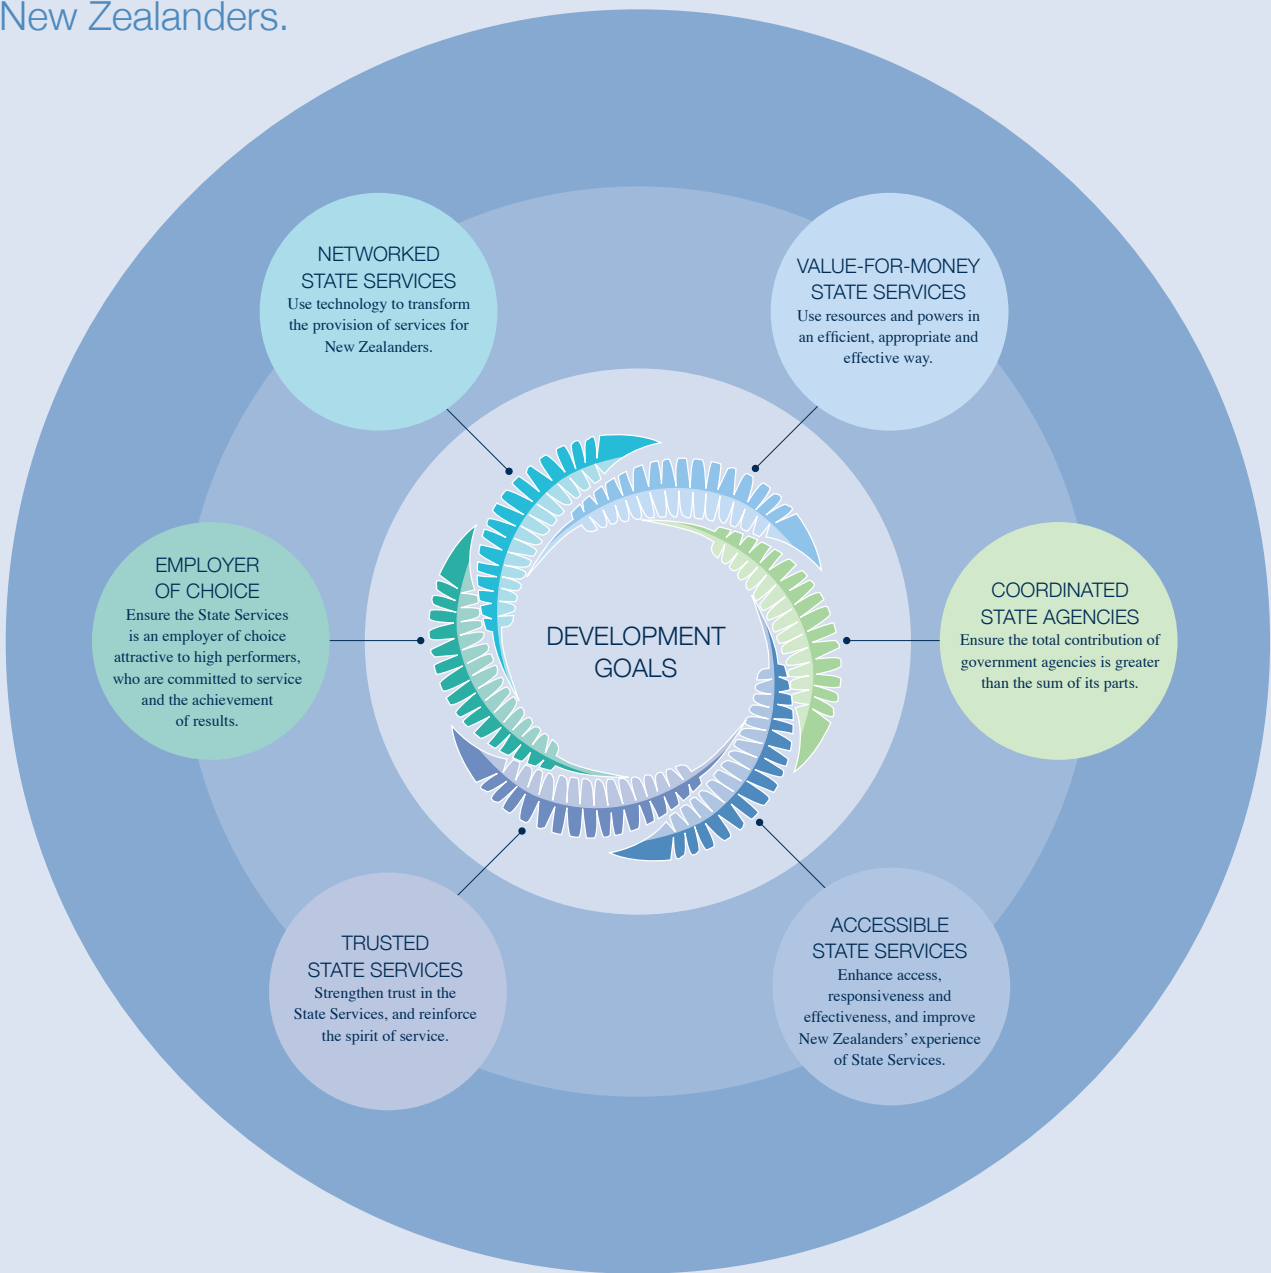 New Zealanders.
NETWORKED
STATE SERVICES
Use technology to transform
the provision of services for
New Zealanders.
VALUE-FOR-MONEY
STATE SERVICES
Use resources and powers in
an efficient, appropriate and
effective way.
EMPLOYER
OF CHOICE
Ensure the State Services
is an employer of choice
attractive to high performers,
who are committed to service
and the achievement
of results.
DEVELOPMENT
GOALS
COORDINATED
STATE AGENCIES
Ensure the total contribution of
government agencies is greater
than the sum of its parts.
TRUSTED
STATE SERVICES
Strengthen trust in the
State Services, and reinforce
the spirit of service.
ACCESSIBLE
STATE SERVICES
Enhance access,
responsiveness and
effectiveness, and improve
New Zealanders’ experience
of State Services.